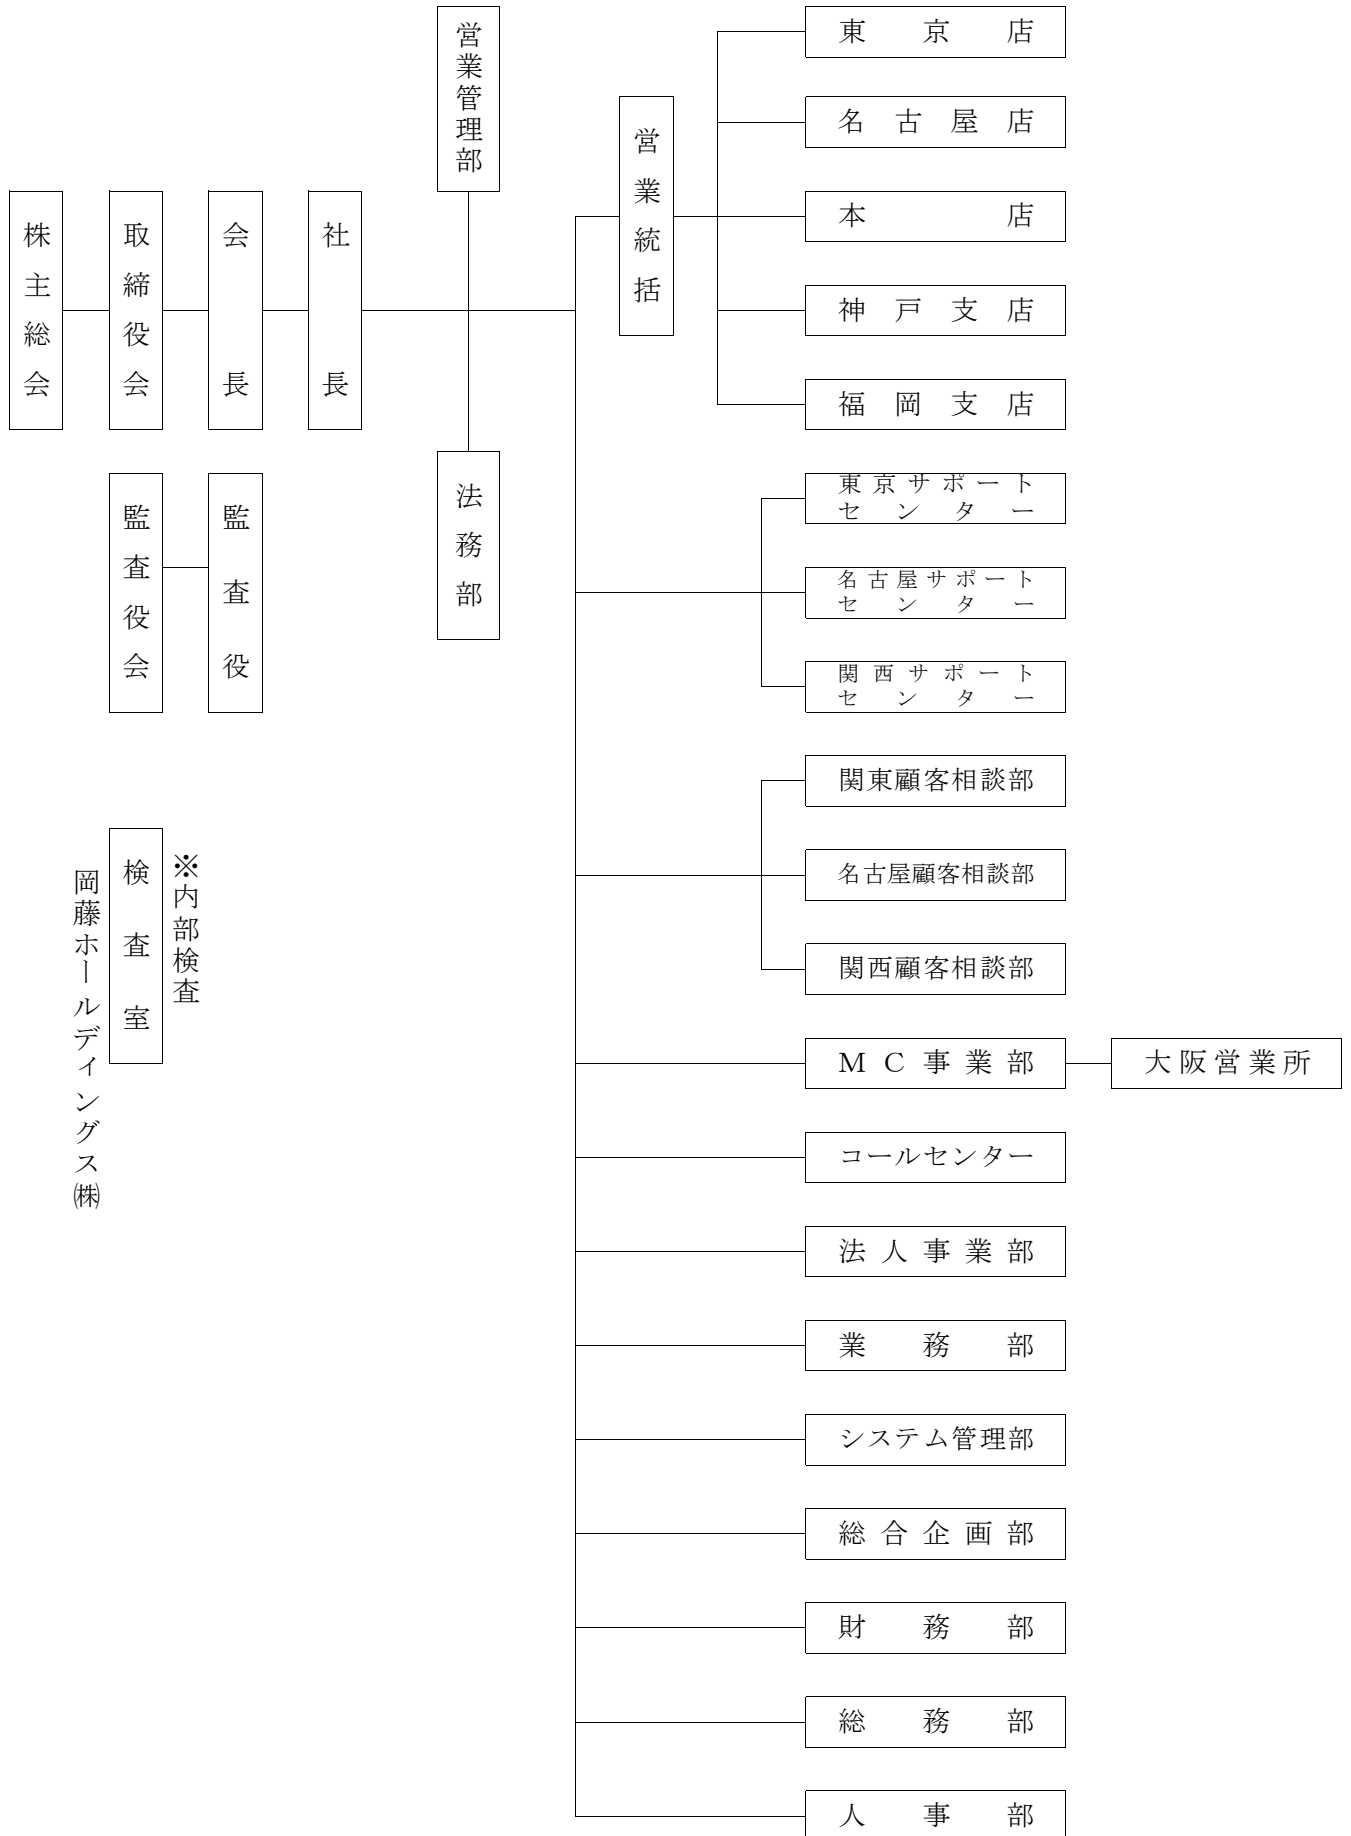 株主総会
取締役会
会長
社長
監査役会
監査役
営業管理部
法務部
営業統括
東京店
名古屋店
本店
神戸支店
福岡支店
東京サポート
センター
名古屋サポート
センター
関西サポート
センター
関東顧客相談部
名古屋顧客相談部
関西顧客相談部
MC事業部
大阪営業所
コールセンター
法人事業部
業務部
システム管理部
総合企画部
財務部
総務部
人事部
※内部検査
検査室
岡藤ホールディングス㈱